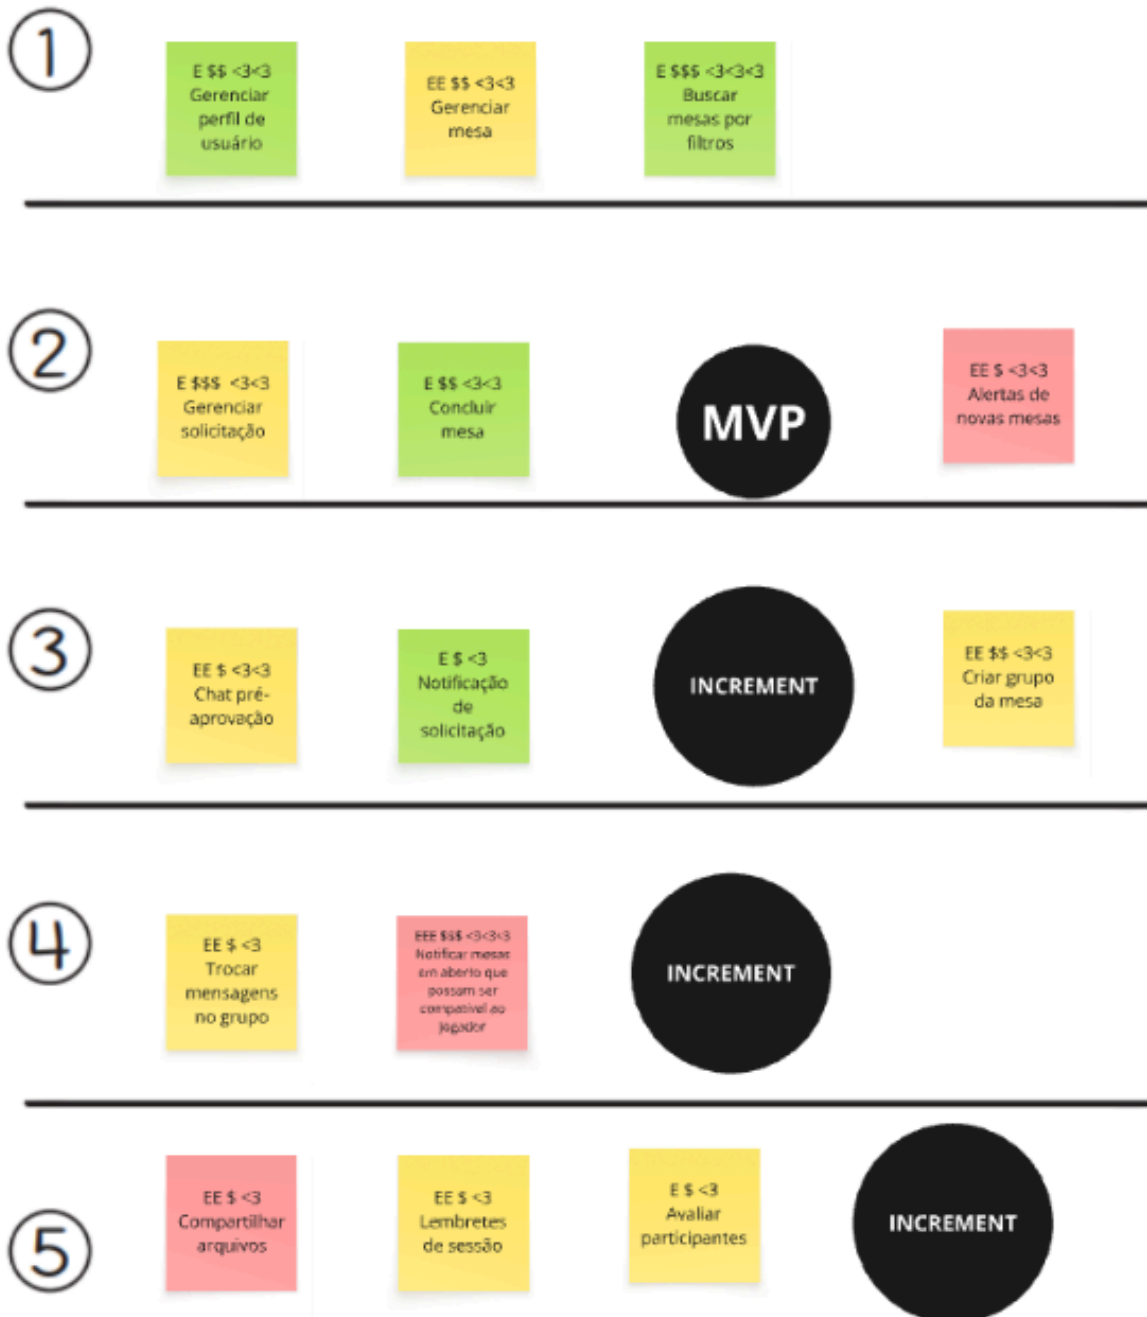 1
E $$ <3<3
Gerenciar
perfil de
usuário
EE $$ <3<3
Gerenciar
mesa
E $$$ <3<3<3
Buscar
mesas por
filtros
2
E $$$ <3<3
Gerenciar
solicitação
E $$ <3<3
Concluir
mesa
MVP
EE $ <3<3
Alertas de
novas mesas
3
EE $ <3<3
Chat pré-
aprovação
E $ <3
Notificação
de
solicitação
INCREMENT
EE $$ <3<3
Criar grupo
da mesa
4
EE $ <3
Trocar
mensagens
no grupo
EEE $$$ <3<3<3
Notificar mesas
em aberto que
possam ser
compativel ao
jogador
INCREMENT
5
EE $ <3
Compartilhar
arquivos
EE $ <3
Lembretes
de sessão
E $ <3
Avaliar
participantes
INCREMENT